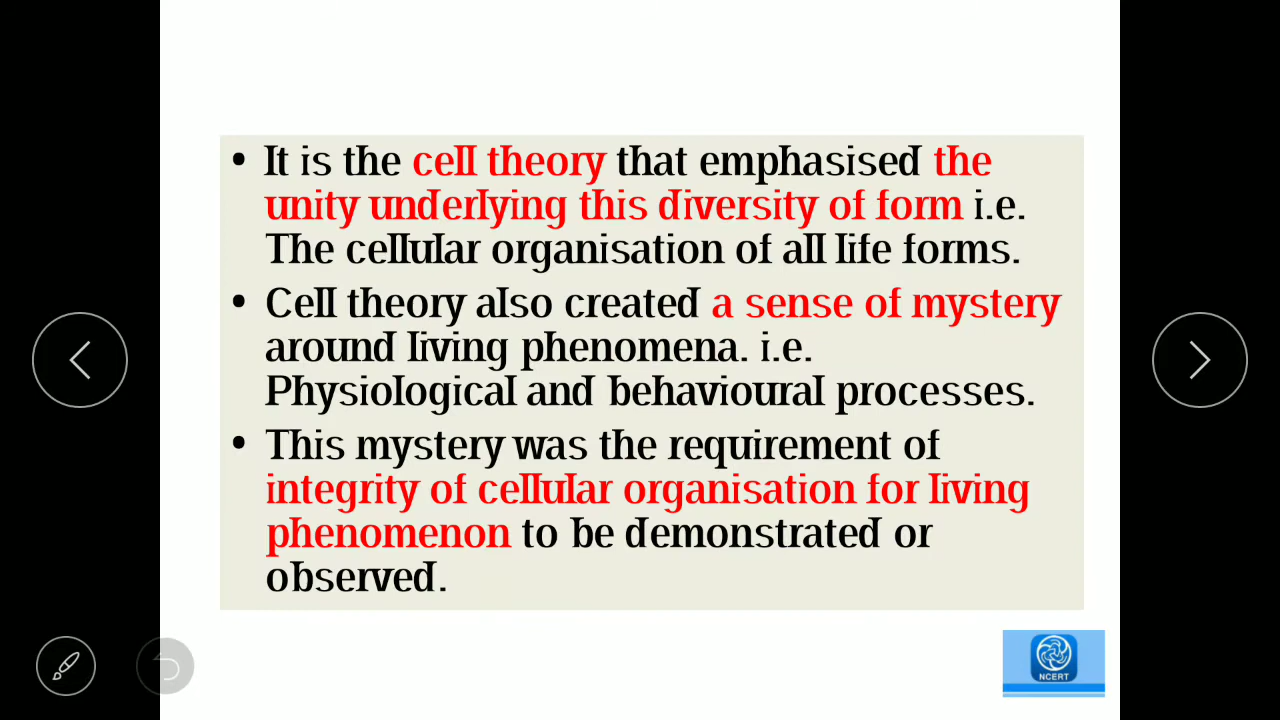 • It is the cell theory that emphasised the
unity underlying this diversity of form i.e.
The cellular organisation of all life forms.
• Cell theory also created a sense of mystery
around living phenomena. i.e.
Physiological and behavioural processes.
• This mystery was the requirement of
integrity of cellular organisation for living
phenomenon to be demonstrated or
observed.
NCERT